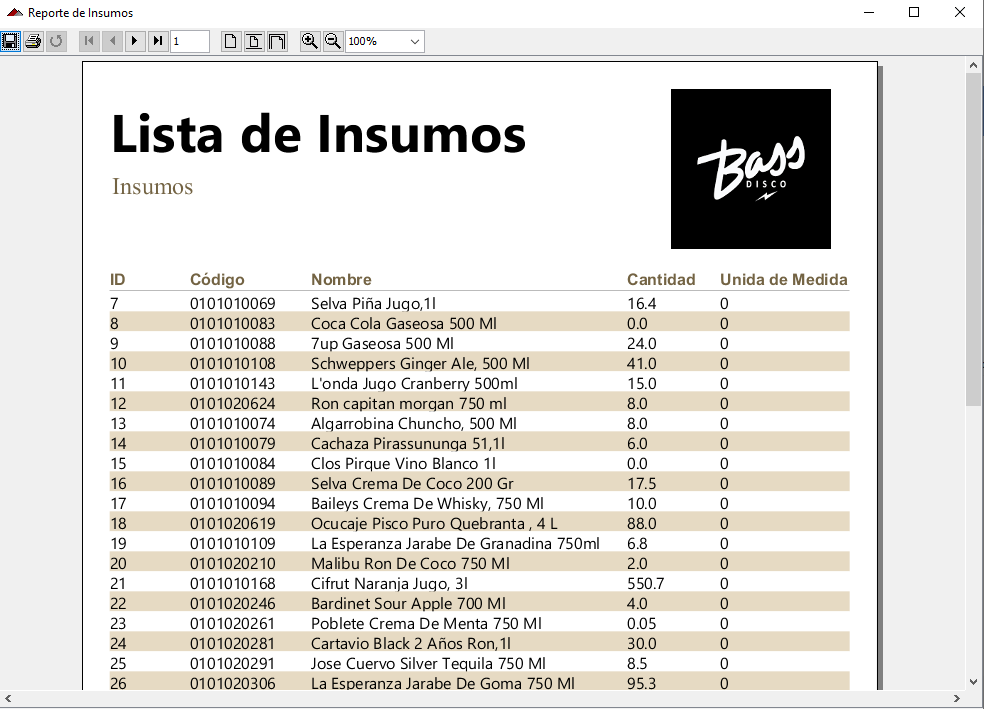 Reporte de Insumos
1
100%
Lista de Insumos
Insumos
Bass
DISCO
ID Código Nombre Cantidad Unida de Medida
7 0101010069 Selva Piña Jugo,1l 16.4 0
8 0101010083 Coca Cola Gaseosa 500 Ml 0.0 0
9 0101010088 7up Gaseosa 500 Ml 24.0 0
10 0101010108 Schweppers Ginger Ale, 500 Ml 41.0 0
11 0101010143 L'onda Jugo Cranberry 500ml 15.0 0
12 0101020624 Ron capitan morgan 750 ml 8.0 0
13 0101010074 Algarrobina Chuncho, 500 Ml 8.0 0
14 0101010079 Cachaza Pirassununga 51,1l 6.0 0
15 0101010084 Clos Pirque Vino Blanco 1l 0.0 0
16 0101010089 Selva Crema De Coco 200 Gr 17.5 0
17 0101010094 Baileys Crema De Whisky, 750 Ml 10.0 0
18 0101020619 Ocucaje Pisco Puro Quebranta , 4 L 88.0 0
19 0101010109 La Esperanza Jarabe De Granadina 750ml 6.8 0
20 0101020210 Malibu Ron De Coco 750 Ml 2.0 0
21 0101010168 Cifrut Naranja Jugo, 3l 550.7 0
22 0101020246 Bardinet Sour Apple 700 Ml 4.0 0
23 0101020261 Poblete Crema De Menta 750 Ml 0.05 0
24 0101020281 Cartavio Black 2 Años Ron,1l 30.0 0
25 0101020291 Jose Cuervo Silver Tequila 750 Ml 8.5 0
26 0101020306 La Esperanza Jarabe De Goma 750 Ml 95.3 0